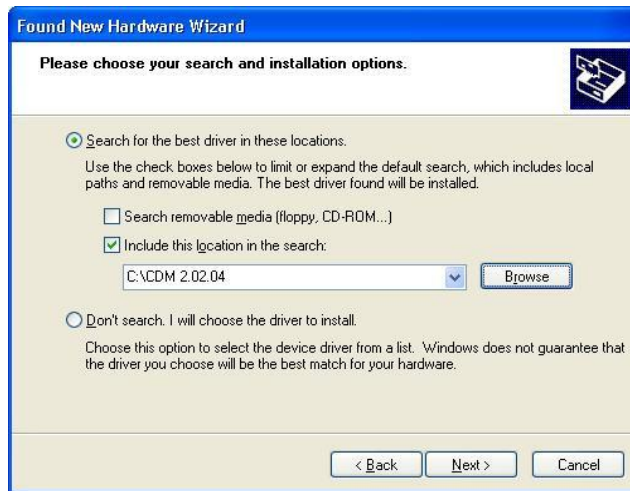 Found New Hardware Wizard
Please choose your search and installation options.
Search for the best driver in these locations.
Use the check boxes below to limit or expand the default search, which includes local
paths and removable media. The best driver found will be installed.
Search removable media (floppy, CD-ROM...)
Include this location in the search:
C:\CDM 2.02.04
Browse
Don't search. I will choose the driver to install.
Choose this option to select the device driver from a list. Windows does not guarantee that
the driver you choose will be the best match for your hardware.
< Back
Next >
Cancel